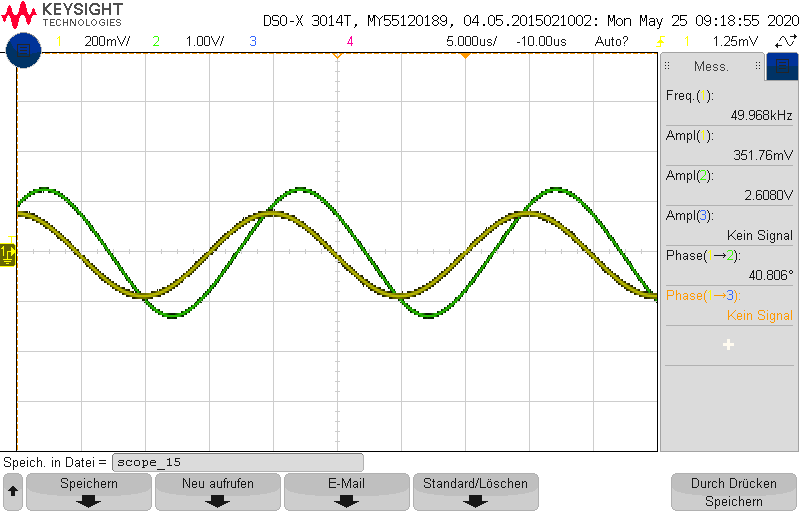 KEYSIGHT
TECHNOLOGIES
DSO-X 3014T, MY55120189, 04.05.2015021002: Mon May 25 09:18:55 2020
1 200mV/ 2 1.00V/ 3 4 5.000us/ -10.00us Auto? 1 1.25mV
Mess.
Freq.( ):
49.968kHz
Ampl( ):
351.76mV
Ampl(2):
2.6080V
Ampl(3):
Kein Signal
Phase(1→2):
40.806°
Phase(1→3):
Kein Signal
1
Speich. in Datei = scope_15
Speichern
Neu aufrufen
E-Mail
Standard/Löschen
Durch Drücken
Speichern